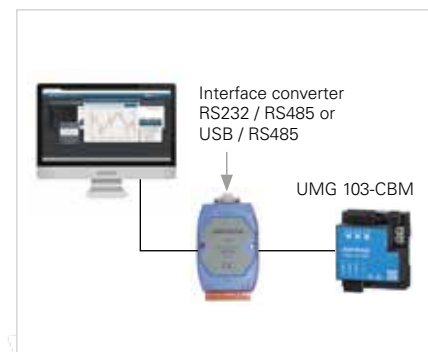 Interface converter
RS232 / RS485 or
USB / RS485
UMG 103-CBM